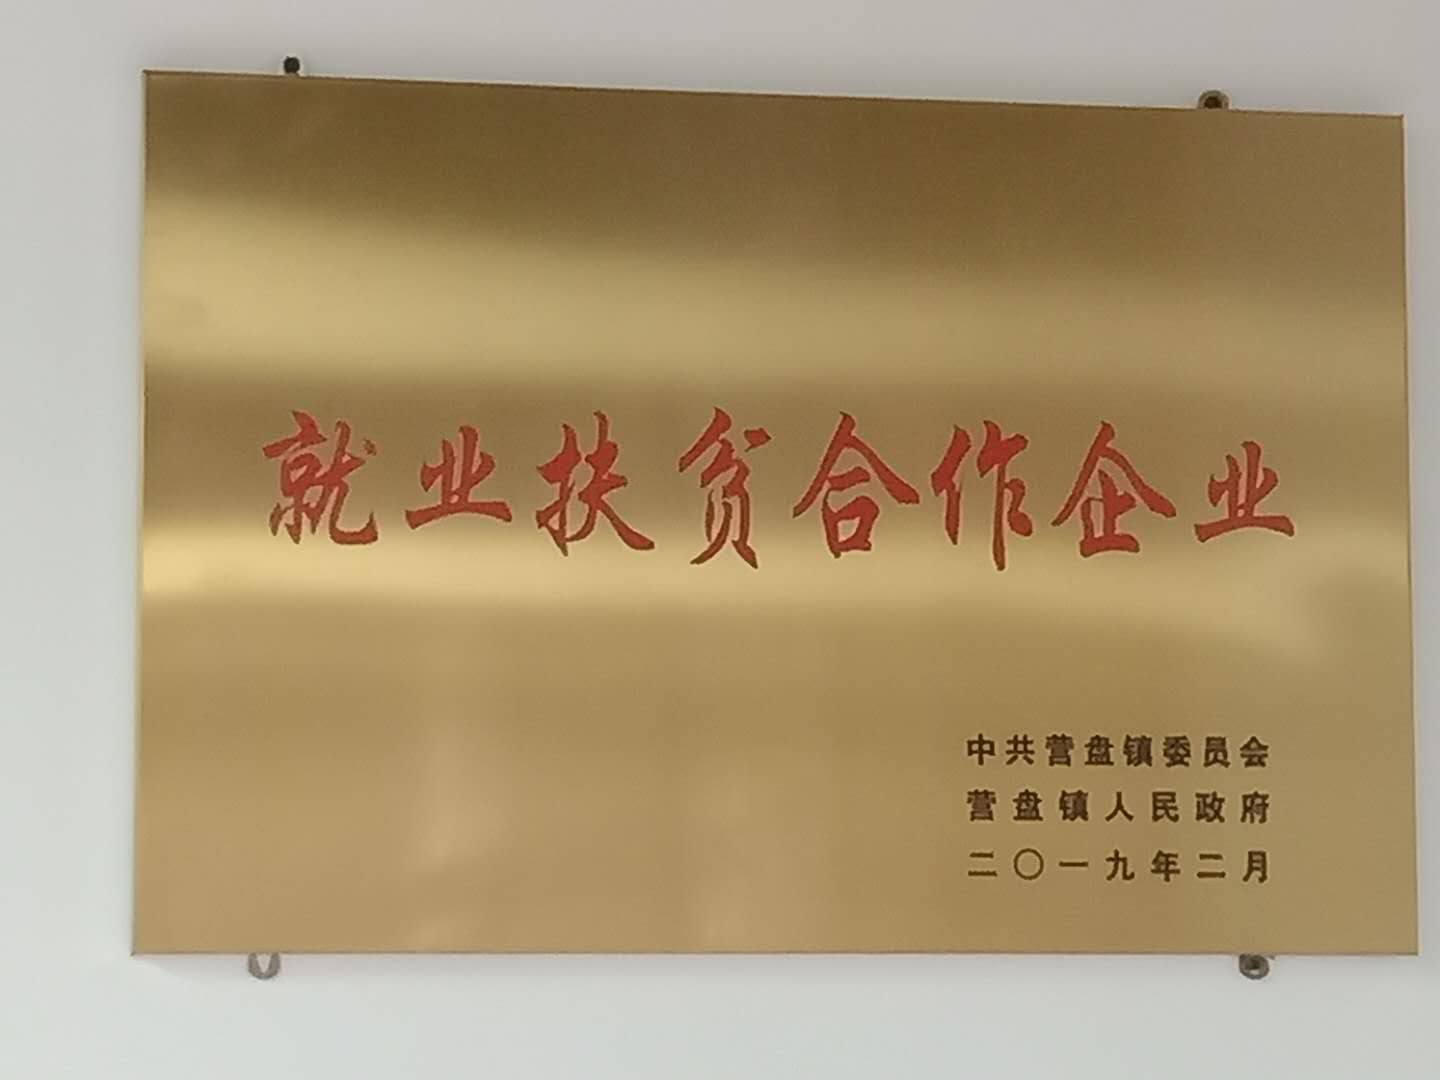 就业扶贫合作企业
中共营盘镇委员会
营盘镇人民政府
二〇一九年二月